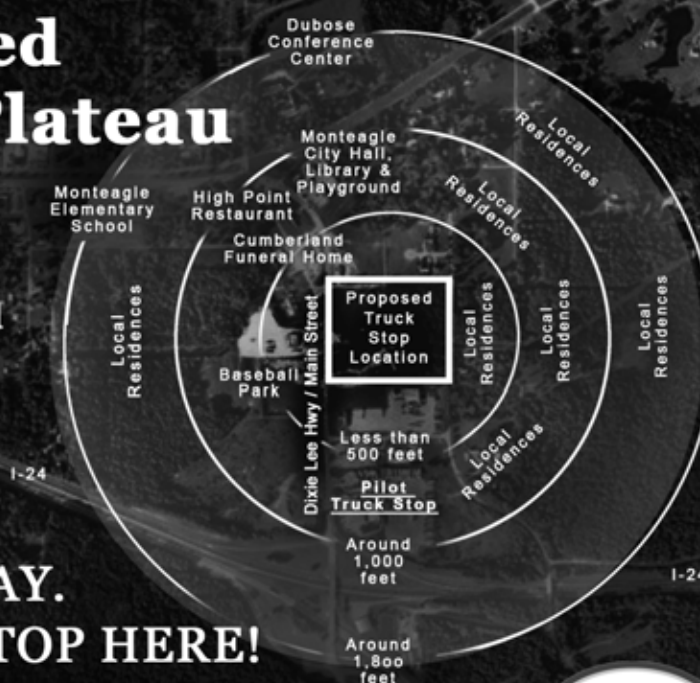 ed
Plateau
Dubose
Conference
Center
Monteagle
City Hall,
Library &
Playground
Local
Residences
Local
Residences
Monteagle
Elementary
School
High Point
Restaurant
Cumberland
Funeral Home
Proposed
Truck
Stop
Location
Local
Residences
Local
Residences
Local
Residences
Local
Residences
Baseball
Park
Dixie Lee Hwy / Main Street
Less than
500 feet
Local
Residences
Pilot
Truck Stop
I-24
Around
1,000
feet
I-24
AY.
TOP HERE!
Around
1,8oo
feet